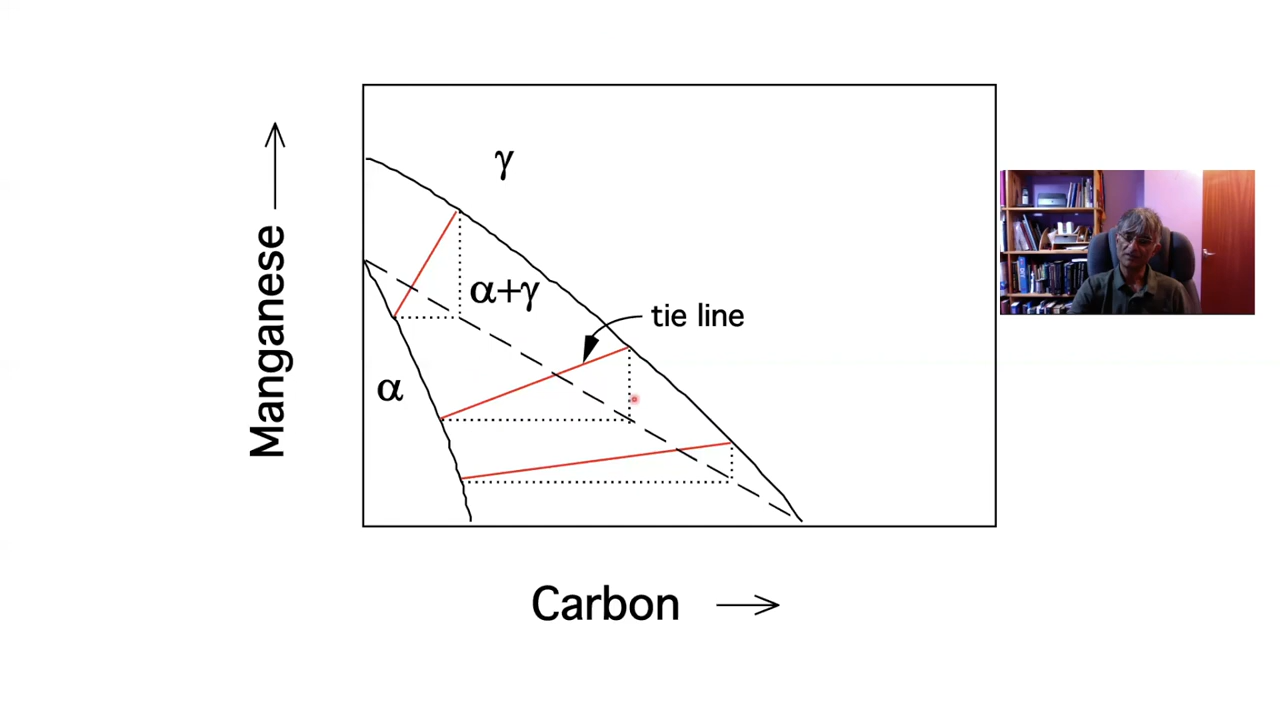 γ
α+γ
tie line
α
Manganese
Carbon